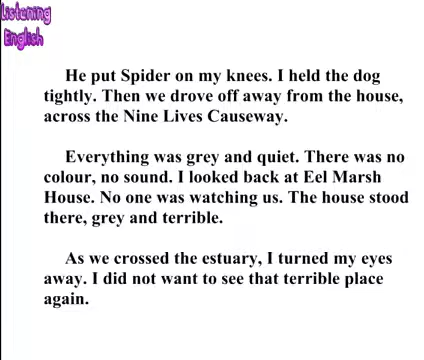 Listening
English
He put Spider on my knees. I held the dog
tightly. Then we drove off away from the house,
across the Nine Lives Causeway.
Everything was grey and quiet. There was no
colour, no sound. I looked back at Eel Marsh
House. No one was watching us. The house stood
there, grey and terrible.
As we crossed the estuary, I turned my eyes
away. I did not want to see that terrible place
again.